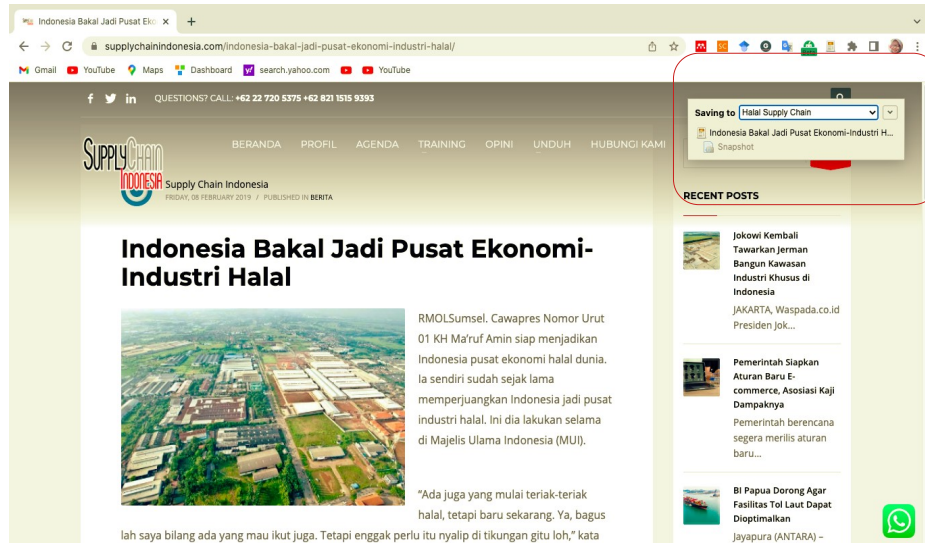 Indonesia Bakal Jadi Pusat Eko
supplychainindonesia.com/indonesia-bakal-jadi-pusat-ekonomi-industri-halal/
Gmail YouTube Maps Dashboard search.yahoo.com YouTube
QUESTIONS? CALL: +62 22 720 5375 +62 821 1515 9393
Saving to Halal Supply Chain
Indonesia Bakal Jadi Pusat Ekonomi-Industri H...
Snapshot
SUPPLY CHAIN
INDONESIA
BERANDA PROFIL AGENDA TRAINING OPINI UNDUH HUBUNGI KAMI
Supply Chain Indonesia
FRIDAY, 08 FEBRUARY 2019 / PUBLISHED IN BERITA
Indonesia Bakal Jadi Pusat Ekonomi-
Industri Halal
RMOLSumsel. Cawapres Nomor Urut
01 KH Ma'ruf Amin siap menjadikan
Indonesia pusat ekonomi halal dunia.
Ia sendiri sudah sejak lama
memperjuangkan Indonesia jadi pusat
industri halal. Ini dia lakukan selama
di Majelis Ulama Indonesia (MUI).
"Ada juga yang mulai teriak-teriak
halal, tetapi baru sekarang. Ya, bagus
lah saya bilang ada yang mau ikut juga. Tetapi enggak perlu itu nyalip di tikungan gitu loh," kata
RECENT POSTS
Jokowi Kembali
Tawarkan Jerman
Bangun Kawasan
Industri Khusus di
Indonesia
JAKARTA, Waspada.co.id
Presiden Jok...
Pemerintah Siapkan
Aturan Baru E-
commerce, Asosiasi Kaji
Dampaknya
Pemerintah berencana
segera merilis aturan
baru...
BI Papua Dorong Agar
Fasilitas Tol Laut Dapat
Dioptimalkan
Jayapura (ANTARA) –